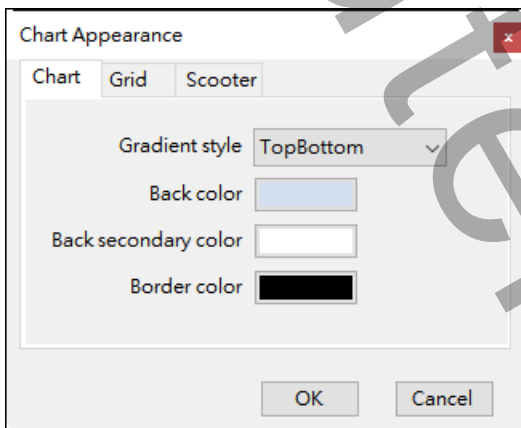 Chart Appearance
x
Chart Grid Scooter
Gradient style TopBottom
Back color
Back secondary color
Border color
OK Cancel